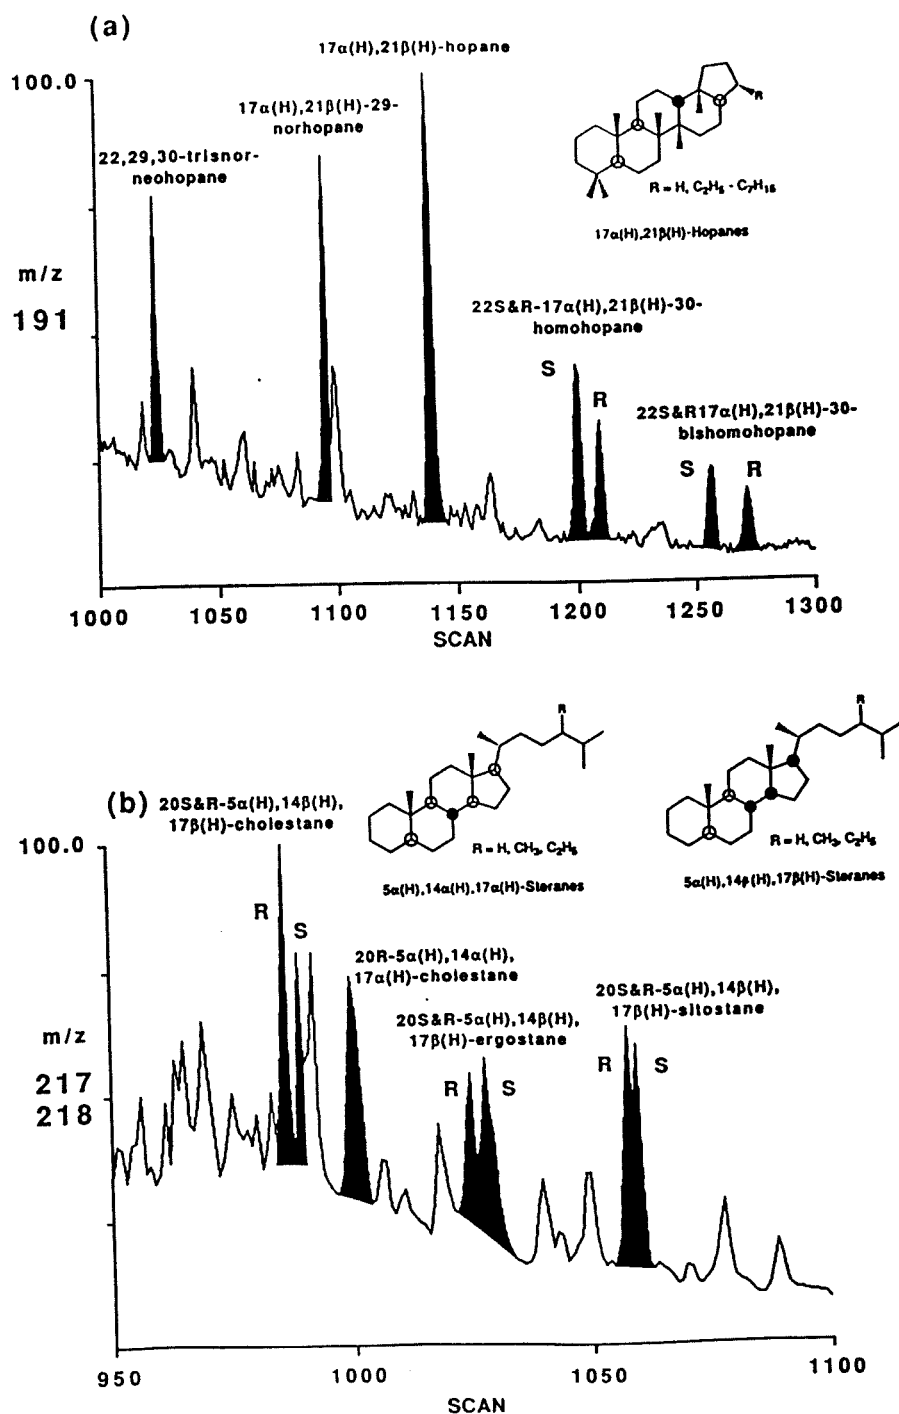 (a)
17α(H),21β(H)-hopane
100.0
17α(H),21β(H)-29-
norhopane
22,29,30-trisnor-
neohopane
R
R = H, C₂H₅ - C₇H₁₅
17α(H),21β(H)-Hopanes
m/z
191
22S&R-17α(H),21β(H)-30-
homohopane
S
R
22S&R17α(H),21β(H)-30-
bishomohopane
S
R
1000
1050
1100
1150
1200
1250
1300
SCAN
R
R = H, CH₃, C₂H₅
5α(H),14α(H),17α(H)-Steranes
R
R = H, CH₃, C₂H₅
5α(H),14β(H),17β(H)-Steranes
(b)
20S&R-5α(H),14β(H),
17β(H)-cholestane
100.0
R
S
20R-5α(H),14α(H),
17α(H)-cholestane
20S&R-5α(H),14β(H),
17β(H)-ergostane
R
S
20S&R-5α(H),14β(H),
17β(H)-sitostane
R
S
m/z
217
218
950
1000
1050
1100
SCAN